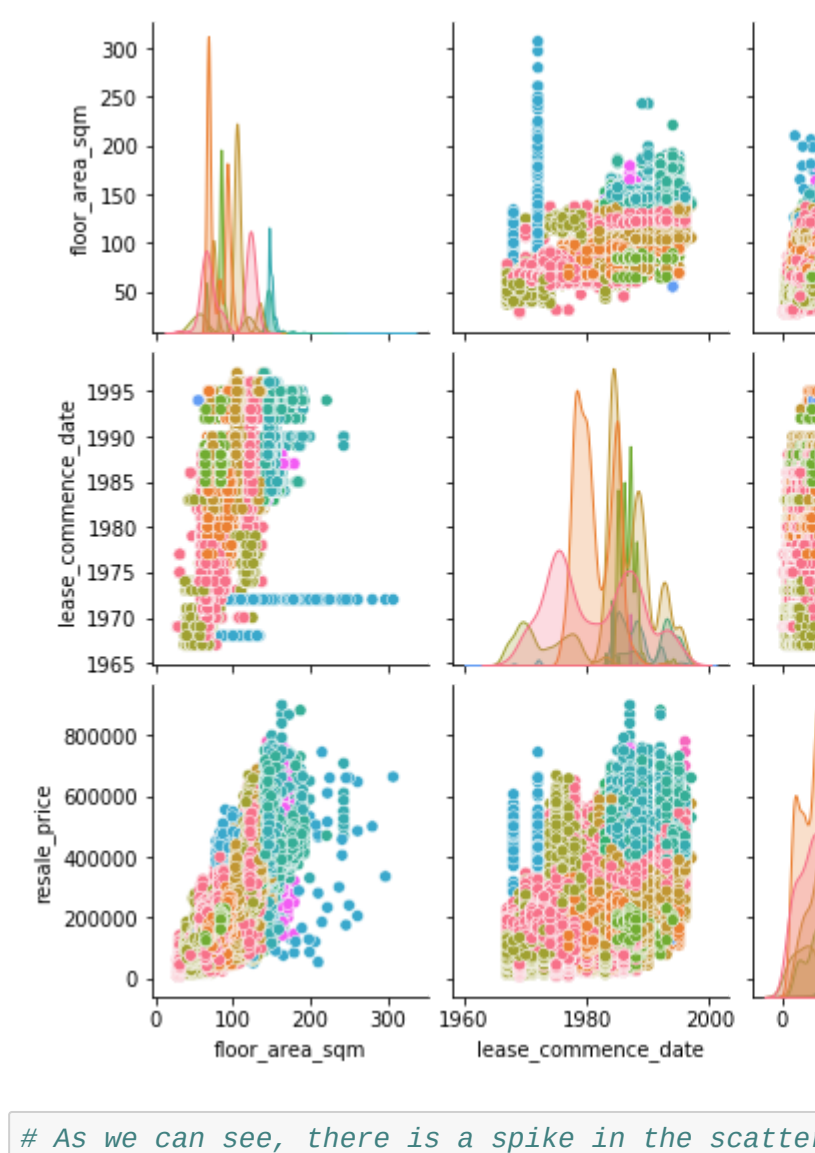 300
250
200
150
100
50
floor_area_sqm
1995
1990
1985
1980
1975
1970
1965
lease_commence_date
800000
600000
400000
200000
0
resale_price
0 100 200 300
1960 1980 2000
0
floor_area_sqm
lease_commence_date
# As we can see, there is a spike in the scatte